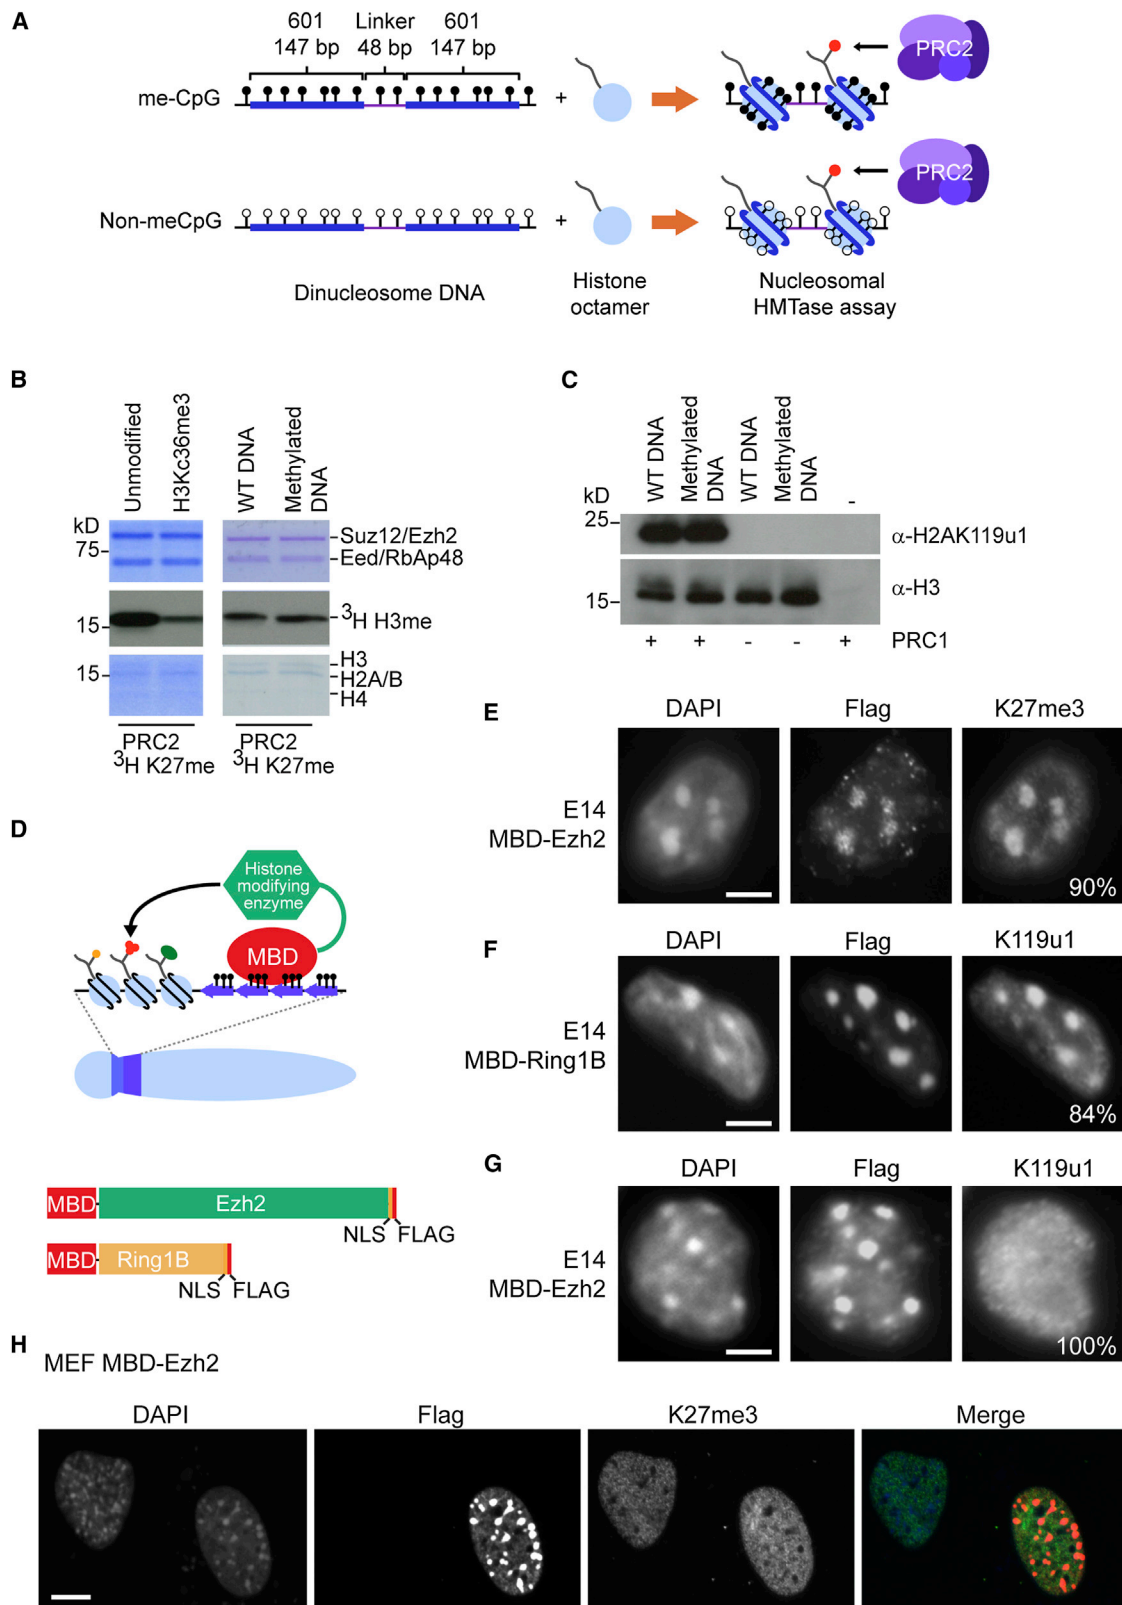 A
601
147 bp
Linker
48 bp
601
147 bp
me-CpG
+
PRC2
Non-meCpG
+
PRC2
Dinucleosome DNA
Histone
octamer
Nucleosomal
HMTase assay
B
Unmodified
H3Kc36me3
WT DNA
Methylated
DNA
kD
75
Suz12/Ezh2
Eed/RbAp48
15
3H H3me
15
H3
H2A/B
H4
PRC2
3H K27me
PRC2
3H K27me
C
WT DNA
Methylated
DNA
WT DNA
Methylated
DNA
-
kD
25
α-H2AK119u1
15
α-H3
+ + - - + PRC1
D
Histone
modifying
enzyme
MBD
MBD Ezh2
NLS FLAG
MBD Ring1B
NLS FLAG
E
DAPI Flag K27me3
E14
MBD-Ezh2
90%
F
DAPI Flag K119u1
E14
MBD-Ring1B
84%
G
DAPI Flag K119u1
E14
MBD-Ezh2
100%
H
MEF MBD-Ezh2
DAPI Flag K27me3 Merge